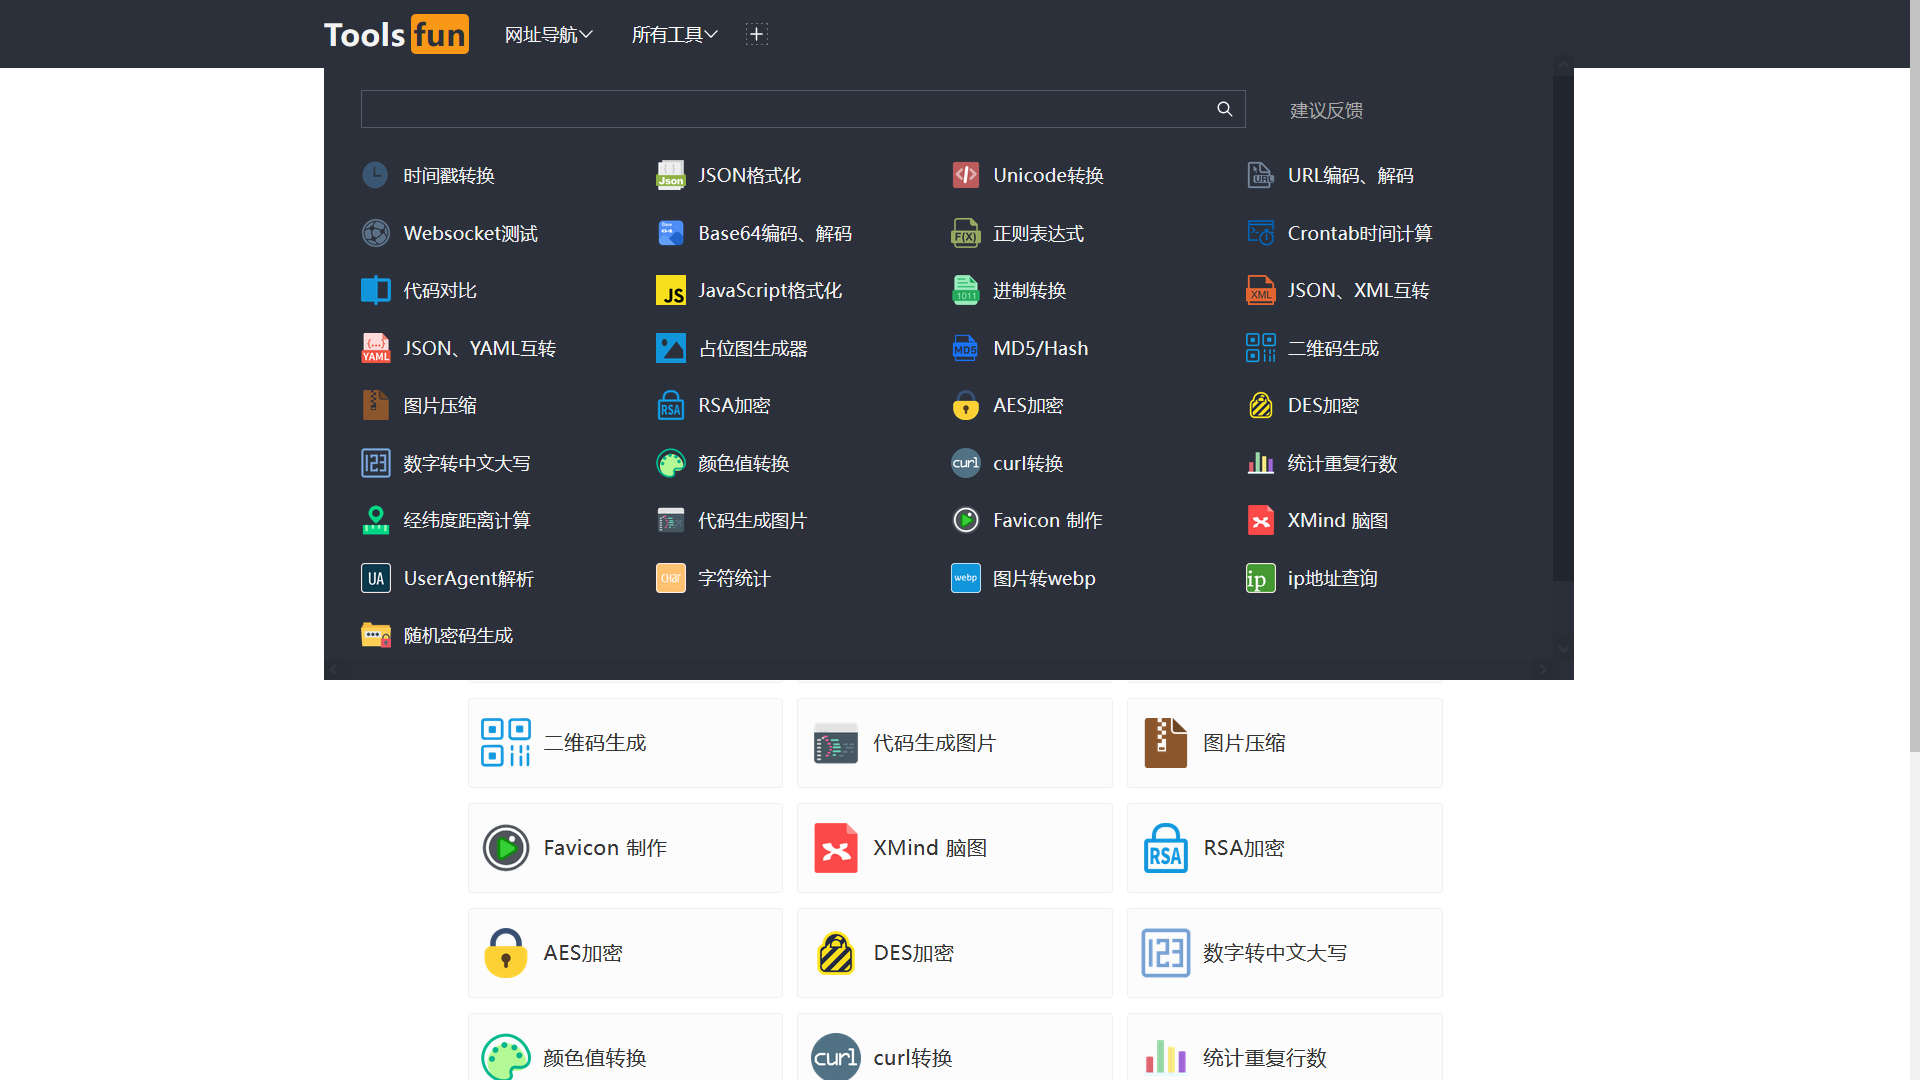 Tools fun 网址导航 所有工具
建议反馈
时间戳转换 JSON格式化 Unicode转换 URL编码、解码
Websocket测试 Base64编码、解码 正则表达式 Crontab时间计算
代码对比 JavaScript格式化 进制转换 JSON、XML互转
JSON、YAML互转 占位图生成器 MD5/Hash 二维码生成
图片压缩 RSA加密 AES加密 DES加密
数字转中文大写 颜色值转换 curl转换 统计重复行数
经纬度距离计算 代码生成图片 Favicon 制作 XMind 脑图
UserAgent解析 字符统计 图片转webp ip地址查询
随机密码生成
二维码生成 代码生成图片 图片压缩
Favicon 制作 XMind 脑图 RSA加密
AES加密 DES加密 数字转中文大写
颜色值转换 curl转换 统计重复行数